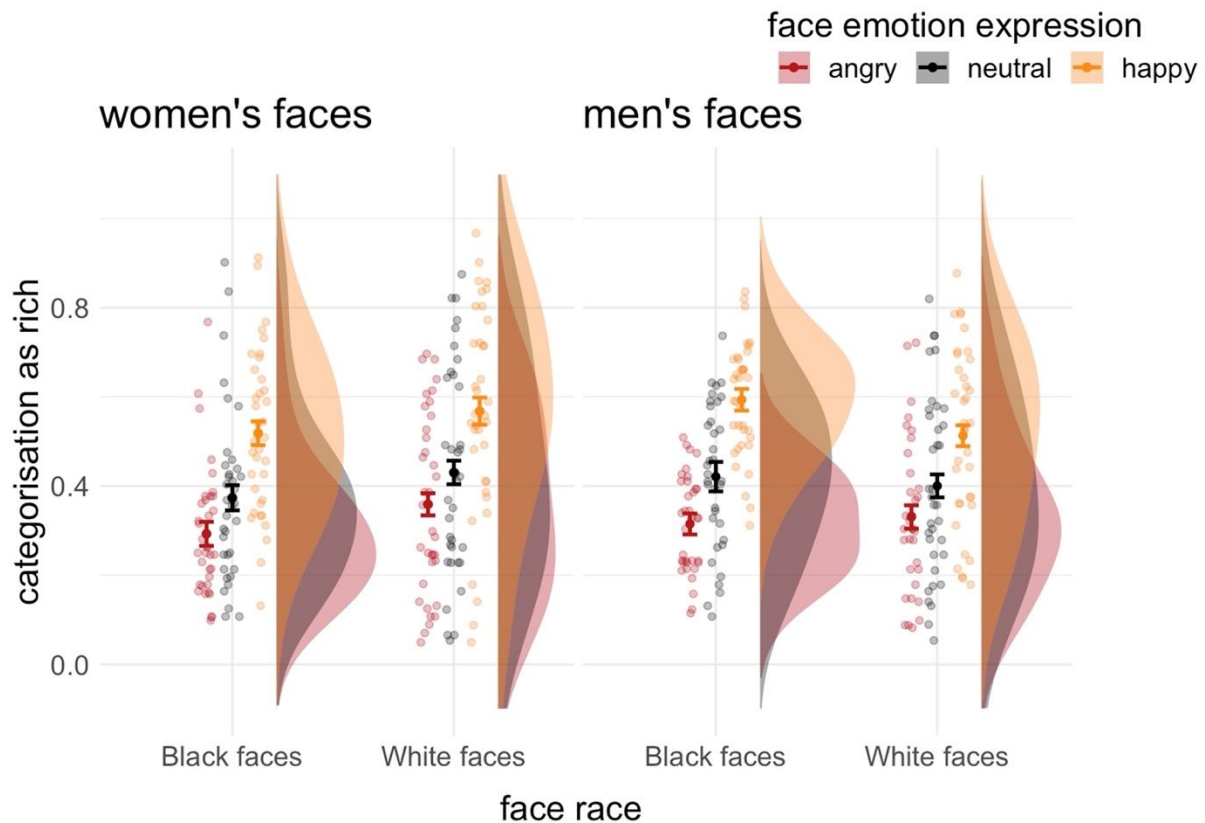 face emotion expression
angry neutral happy
women's faces men's faces
categorisation as rich
0.8
0.4
0.0
Black faces White faces Black faces White faces
face race